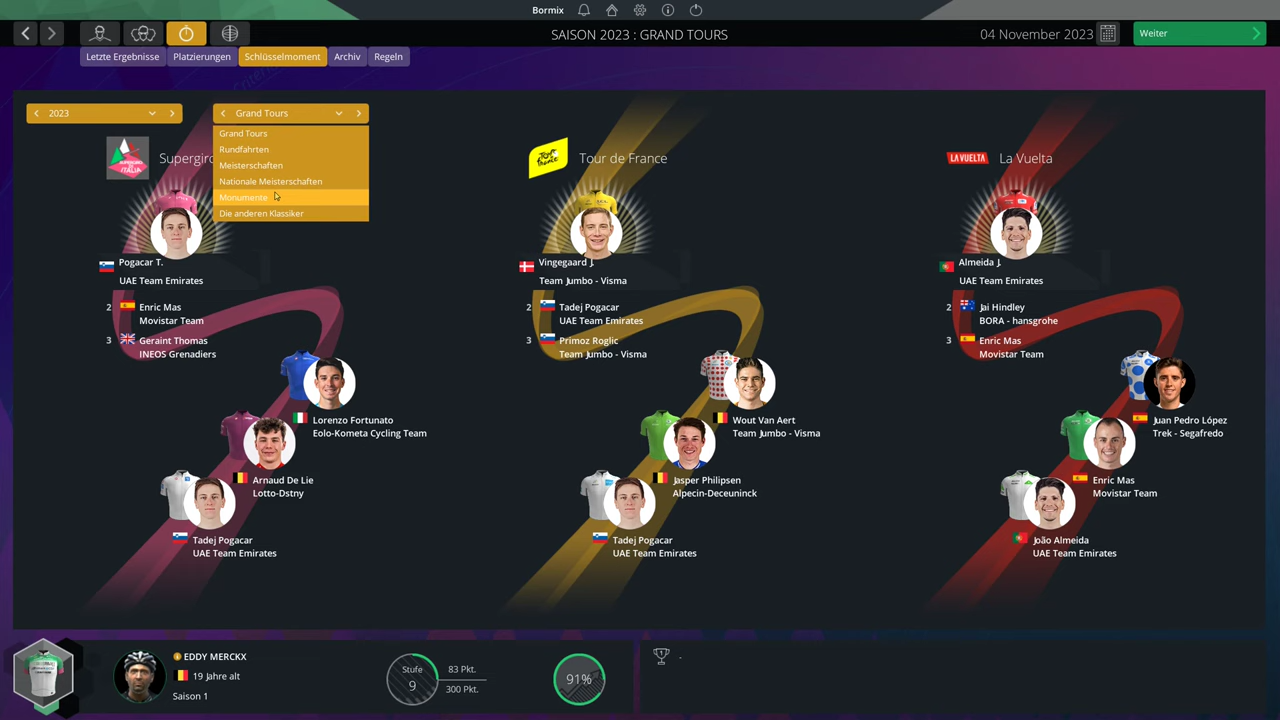 Bormix
SAISON 2023 : GRAND TOURS
04 November 2023
Weiter
Letzte Ergebnisse
Platzierungen
Schlüsselmoment
Archiv
Regeln
2023
Grand Tours
Grand Tours
Rundfahrten
Meisterschaften
Nationale Meisterschaften
Monumente
Die anderen Klassiker
Supergiro
Pogacar T.
UAE Team Emirates
2 Enric Mas
Movistar Team
3 Geraint Thomas
INEOS Grenadiers
Lorenzo Fortunato
Eolo-Kometa Cycling Team
Arnaud De Lie
Lotto-Dstny
Tadej Pogacar
UAE Team Emirates
Tour de France
Vingegaard J.
Team Jumbo - Visma
2 Tadej Pogacar
UAE Team Emirates
3 Primoz Roglic
Team Jumbo - Visma
Wout Van Aert
Team Jumbo - Visma
Jasper Philipsen
Alpecin-Deceuninck
Tadej Pogacar
UAE Team Emirates
LA VUELTA
La Vuelta
Almeida J.
UAE Team Emirates
2 Jai Hindley
BORA - hansgrohe
3 Enric Mas
Movistar Team
Juan Pedro López
Trek - Segafredo
Enric Mas
Movistar Team
João Almeida
UAE Team Emirates
EDDY MERCKX
19 Jahre alt
Saison 1
Stufe
9
83 Pkt.
300 Pkt.
91%
-